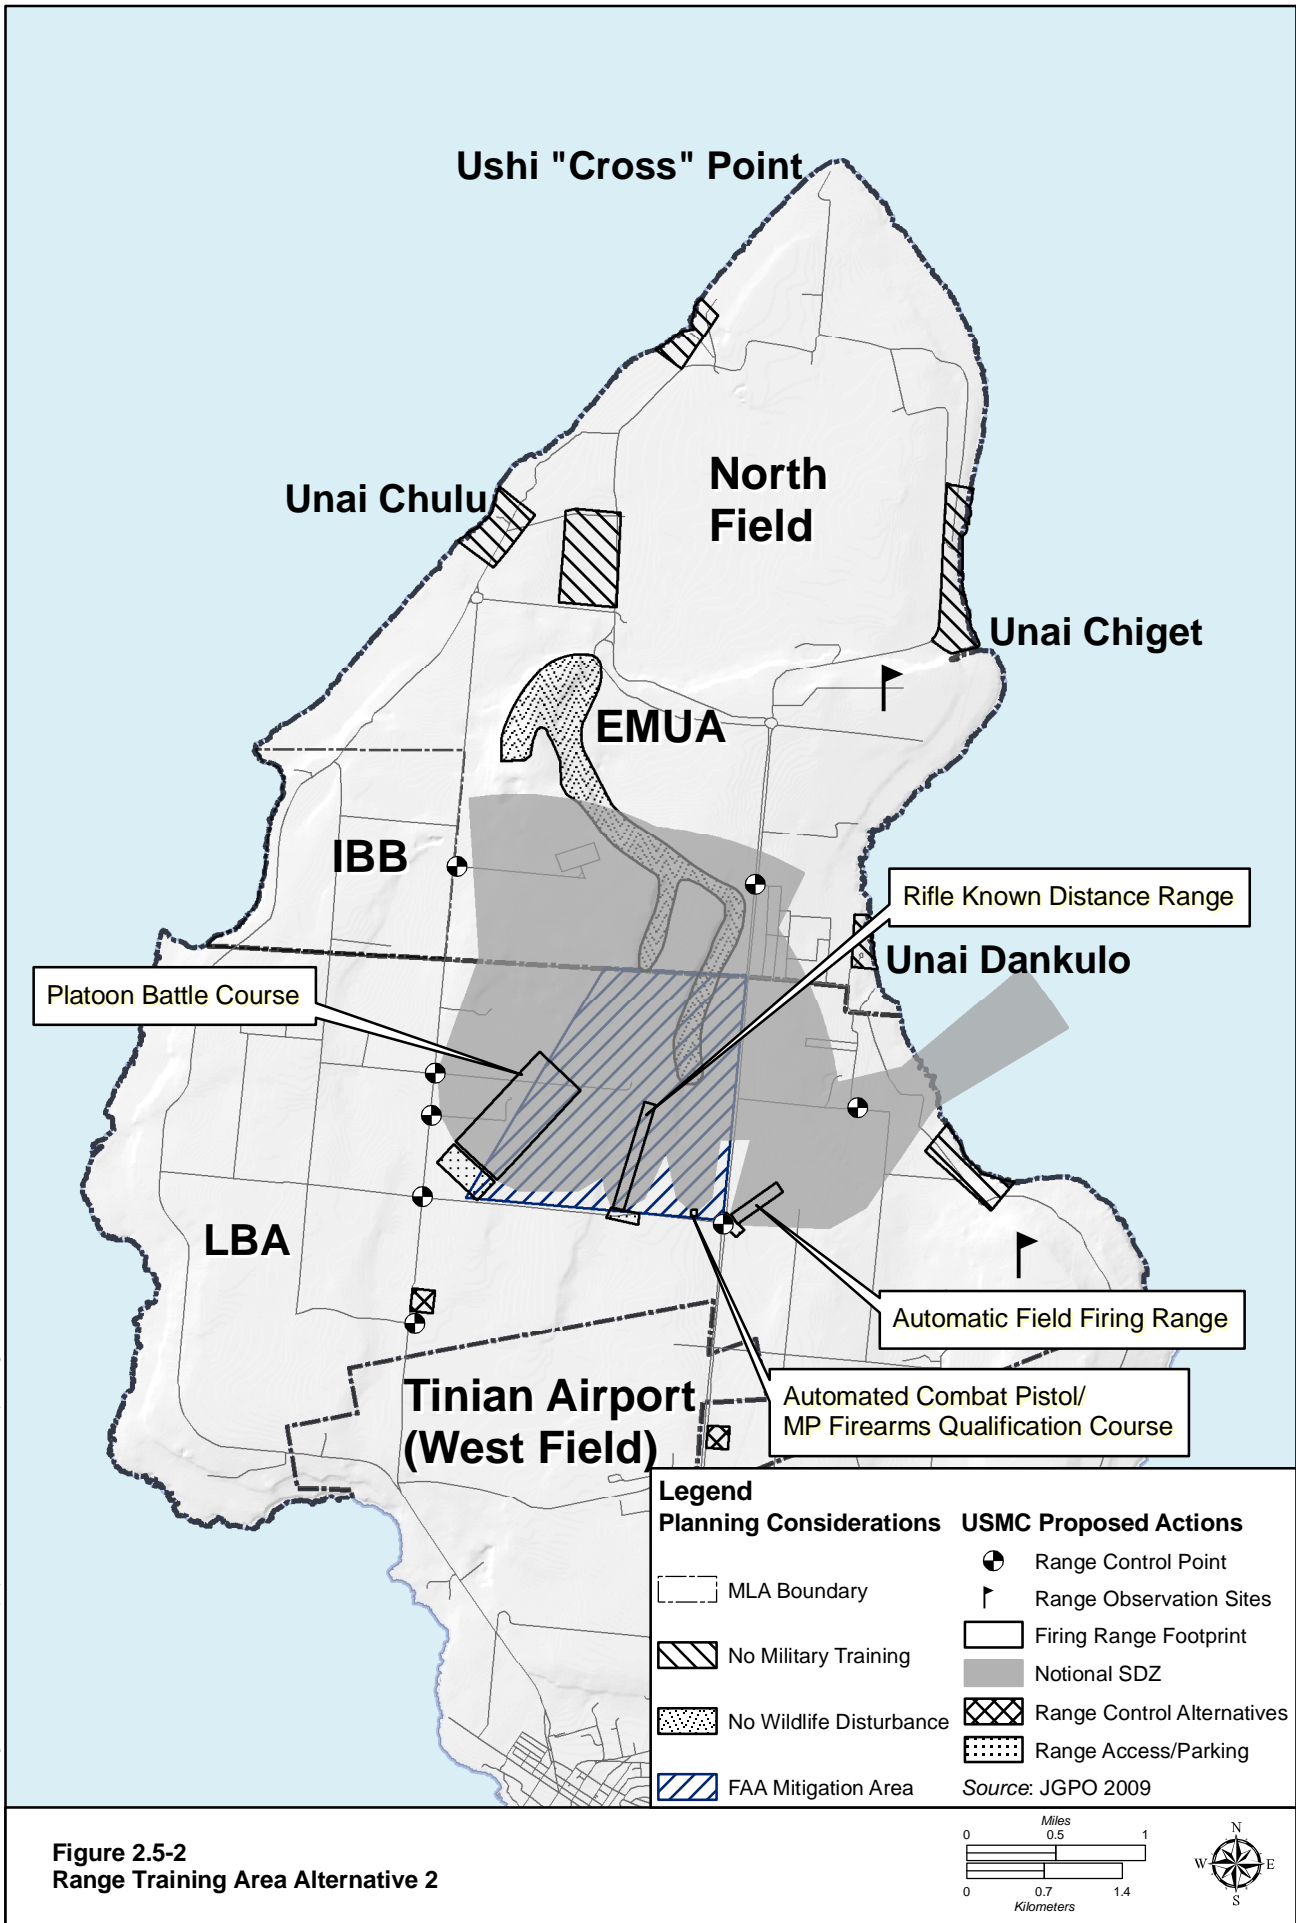 Ushi "Cross" Point
North
Field
Unai Chulu
Unai Chiget
EMUA
IBB
Rifle Known Distance Range
Unai Dankulo
Platoon Battle Course
LBA
Automatic Field Firing Range
Tinian Airport
(West Field)
Automated Combat Pistol/
MP Firearms Qualification Course
Legend
Planning Considerations
MLA Boundary
No Military Training
No Wildlife Disturbance
FAA Mitigation Area
USMC Proposed Actions
Range Control Point
Range Observation Sites
Firing Range Footprint
Notional SDZ
Range Control Alternatives
Range Access/Parking
Source: JGPO 2009
Figure 2.5-2
Range Training Area Alternative 2
Miles
0 0.5 1
0 0.7 1.4
Kilometers
N
W E
S